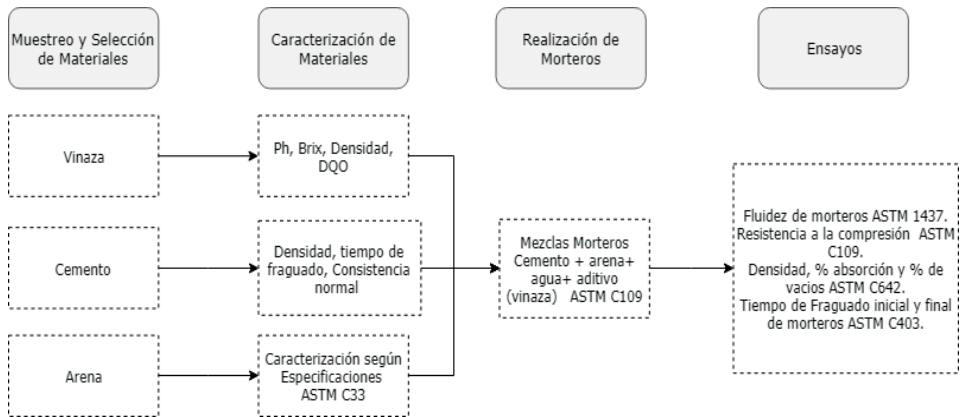 Muestreo y Selección
de Materiales
Caracterización de
Materiales
Realización de
Morteros
Ensayos
Vinaza
Ph, Brix, Densidad,
DQO
Cemento
Densidad, tiempo de
fraguado, Consistencia
normal
Arena
Caracterización según
Especificaciones
ASTM C33
Mezclas Morteros
Cemento + arena+
agua+ aditivo
(vinaza) ASTM C109
Fluidez de morteros ASTM 1437.
Resistencia a la compresión ASTM
C109.
Densidad, % absorción y % de
vacios ASTM C642.
Tiempo de Fraguado inicial y final
de morteros ASTM C403.